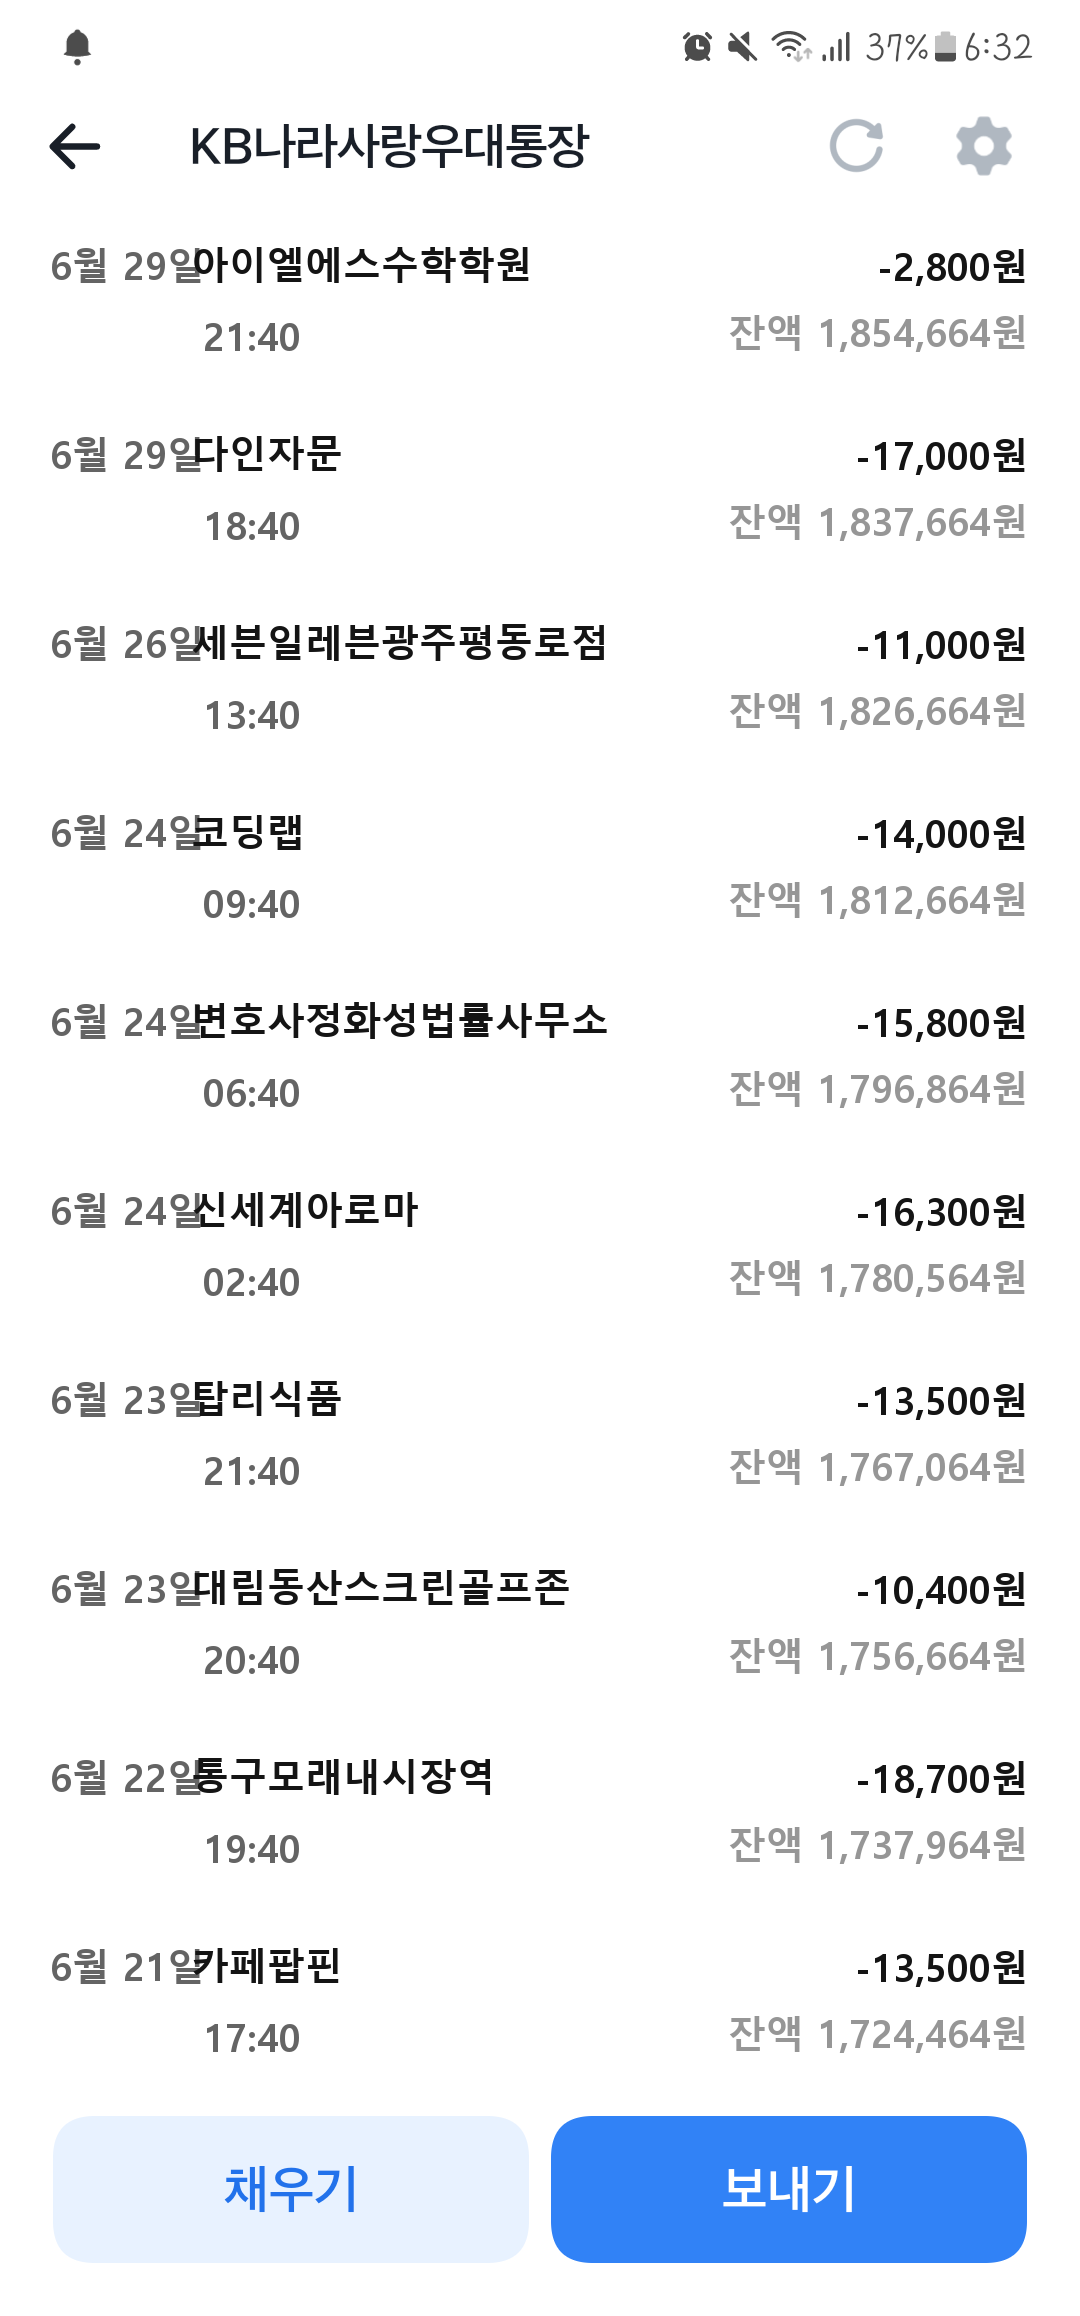 37% 6:32
KB나라사랑우대통장
6월 29일 아이엘에스수학학원 -2,800원
21:40 잔액 1,854,664원
6월 29일 다인자문 -17,000원
18:40 잔액 1,837,664원
6월 26일 세븐일레븐광주평동로점 -11,000원
13:40 잔액 1,826,664원
6월 24일 코딩랩 -14,000원
09:40 잔액 1,812,664원
6월 24일 변호사정화성법률사무소 -15,800원
06:40 잔액 1,796,864원
6월 24일 신세계아로마 -16,300원
02:40 잔액 1,780,564원
6월 23일 탑리식품 -13,500원
21:40 잔액 1,767,064원
6월 23일 대림동산스크린골프존 -10,400원
20:40 잔액 1,756,664원
6월 22일 통구모래내시장역 -18,700원
19:40 잔액 1,737,964원
6월 21일 카페팝핀 -13,500원
17:40 잔액 1,724,464원
채우기 보내기